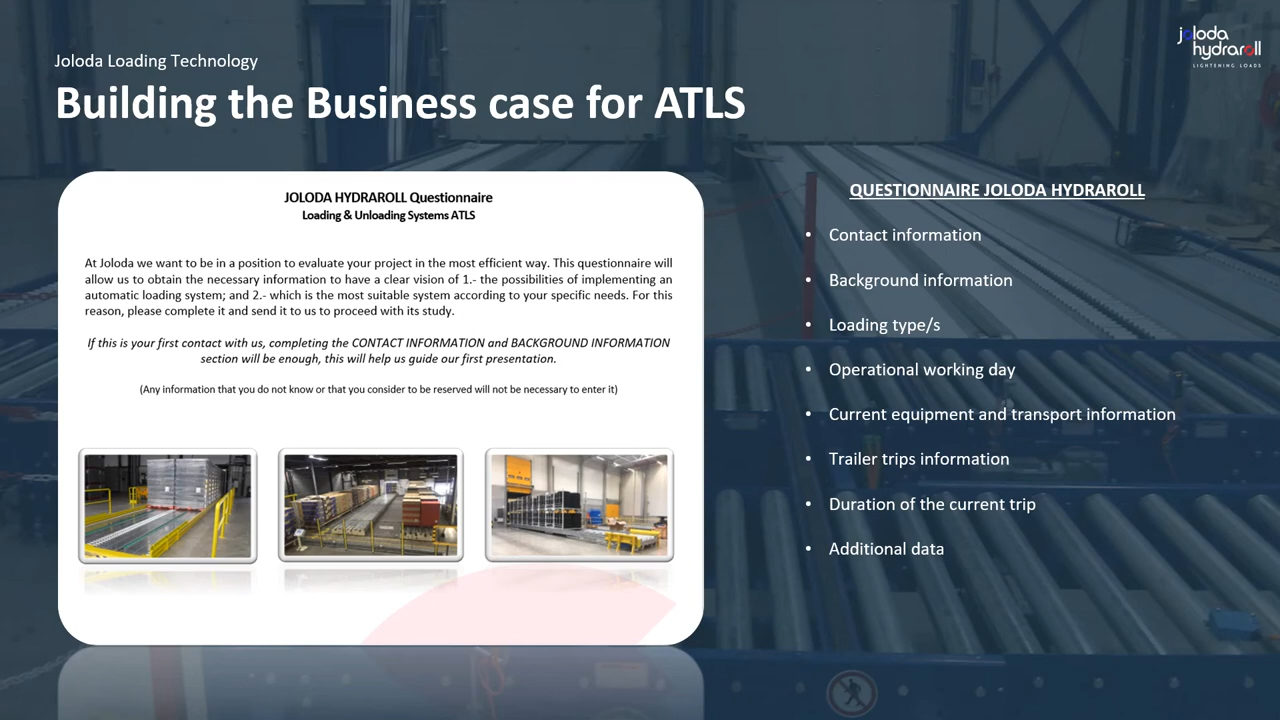 joloda
hydraroll
LIGHTENING LOADS
Joloda Loading Technology
Building the Business case for ATLS
JOLODA HYDRAROLL Questionnaire
Loading & Unloading Systems ATLS
At Joloda we want to be in a position to evaluate your project in the most efficient way. This questionnaire will
allow us to obtain the necessary information to have a clear vision of 1.- the possibilities of implementing an
automatic loading system; and 2.- which is the most suitable system according to your specific needs. For this
reason, please complete it and send it to us to proceed with its study.
If this is your first contact with us, completing the CONTACT INFORMATION and BACKGROUND INFORMATION
section will be enough, this will help us guide our first presentation.
(Any information that you do not know or that you consider to be reserved will not be necessary to enter it)
QUESTIONNAIRE JOLODA HYDRAROLL
• Contact information
• Background information
• Loading type/s
• Operational working day
• Current equipment and transport information
• Trailer trips information
• Duration of the current trip
• Additional data